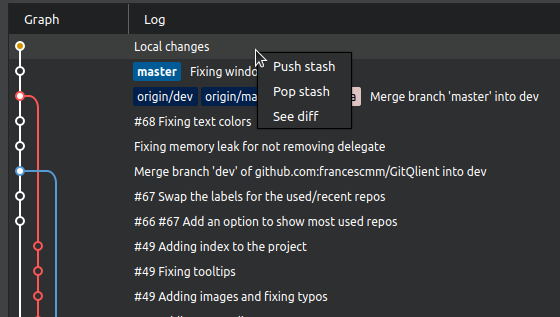 Graph Log
Local changes
Push stash
Pop stash
See diff
master Fixing
origin/dev Merge branch 'master' into dev
#68 Fixing text colors
Fixing memory leak for not removing delegate
Merge branch 'dev' of github.com:francescmm/GitQlient into dev
#67 Swap the labels for the used/recent repos
#66 #67 Add an option to show most used repos
#49 Adding index to the project
#49 Fixing tooltips
#49 Adding images and fixing typos